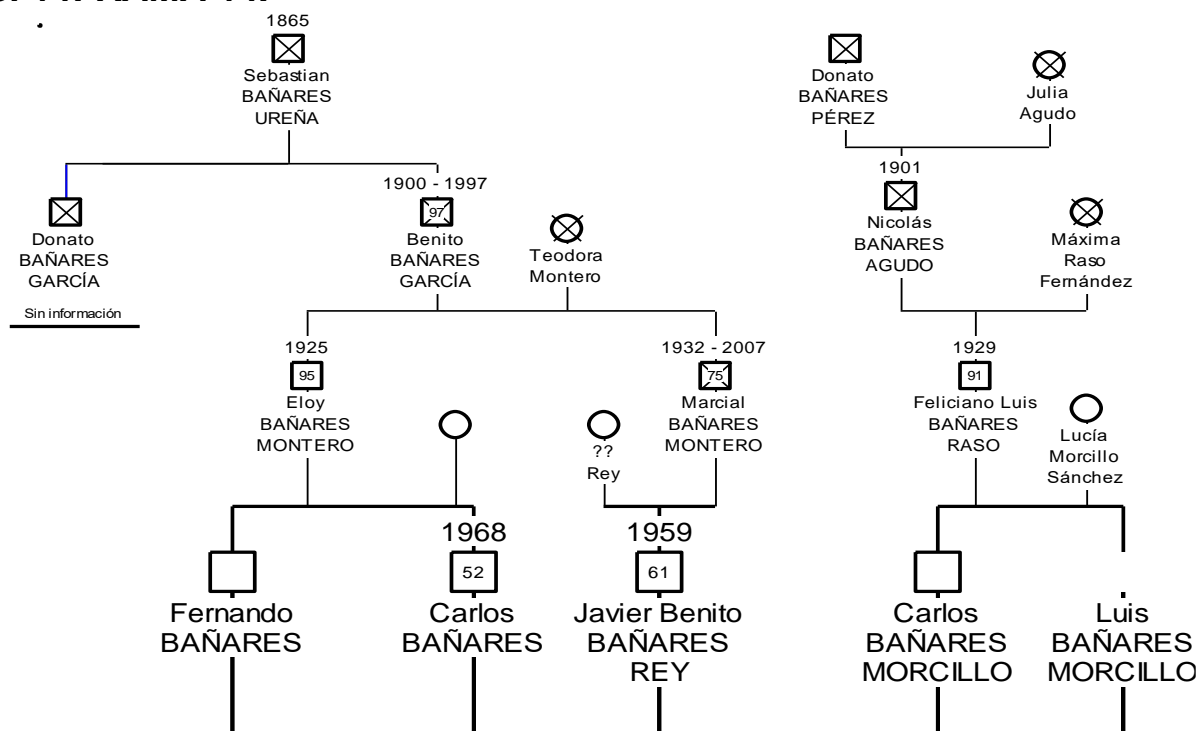 1865
Sebastian
BAÑARES
UREÑA
Donato
BAÑARES
PÉREZ
Julia
Agudo
Donato
BAÑARES
GARCÍA
Sin información
1900 - 1997
97
Benito
BAÑARES
GARCÍA
Teodora
Montero
1901
Nicolás
BAÑARES
AGUDO
Máxima
Raso
Fernández
1925
95
Eloy
BAÑARES
MONTERO
??
Rey
1932 - 2007
75
Marcial
BAÑARES
MONTERO
1929
91
Feliciano Luis
BAÑARES
RASO
Lucía
Morcillo
Sánchez
Fernando
BAÑARES
1968
52
Carlos
BAÑARES
1959
61
Javier Benito
BAÑARES
REY
Carlos
BAÑARES
MORCILLO
Luis
BAÑARES
MORCILLO